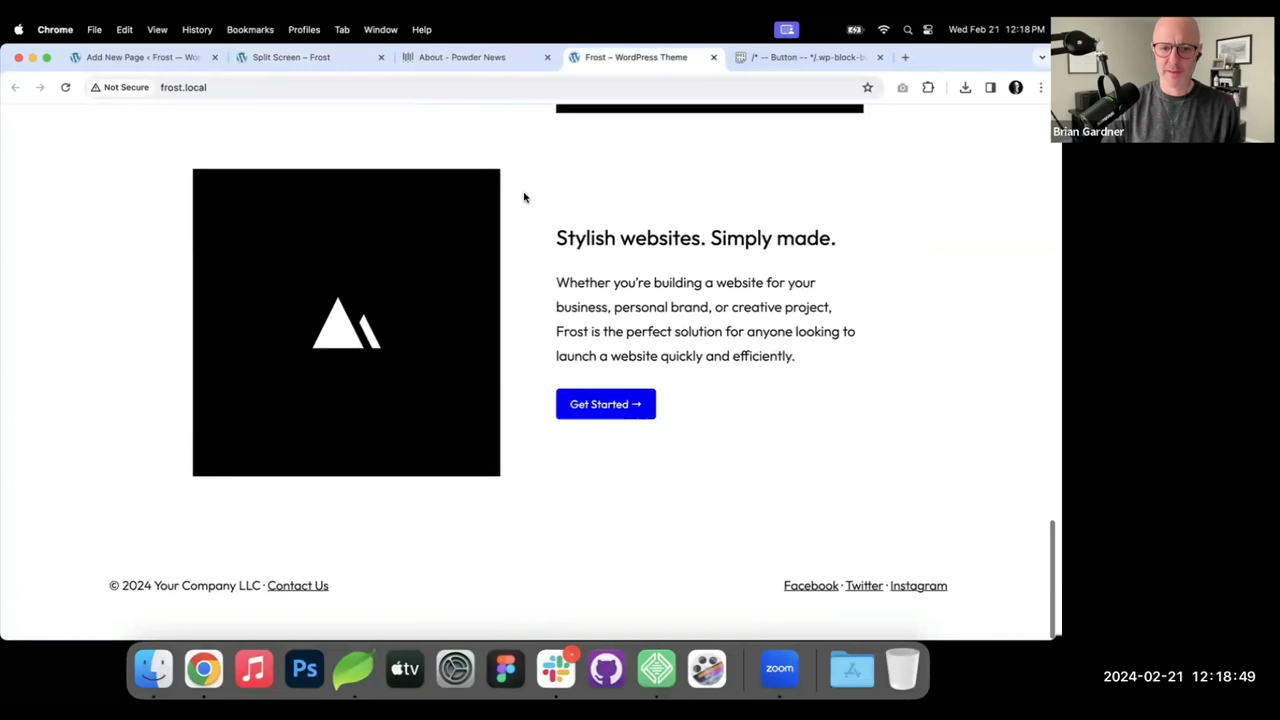 Chrome File Edit View History Bookmarks Profiles Tab Window Help Wed Feb 21 12:18 PM
Add New Page ‹ Frost — Wo Split Screen – Frost About - Powder News Frost – WordPress Theme /* -- Button -- */.wp-block-b
Not Secure frost.local
Brian Gardner
Stylish websites. Simply made.
Whether you're building a website for your
business, personal brand, or creative project,
Frost is the perfect solution for anyone looking to
launch a website quickly and efficiently.
Get Started →
© 2024 Your Company LLC · Contact Us Facebook · Twitter · Instagram
Ps tv zoom
2024-02-21 12:18:49